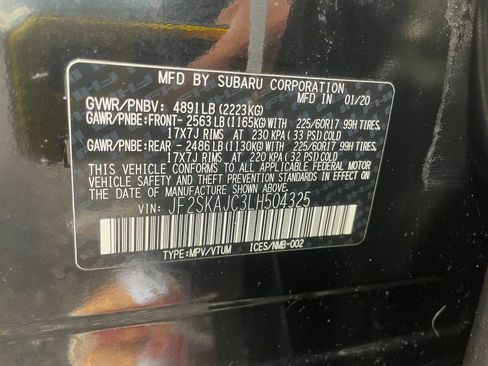 MFD BY SUBARU CORPORATION
GVWR/PNBV: 4891LB (2223KG) MFD IN 01/20
GAWR/PNBE:FRONT- 2563LB(1165KG)WITH 225/60R17 99H TIRES,
17X7J RIMS AT 230 KPA (33 PSI)COLD
GAWR/PNBE:REAR - 2486LB(1130KG)WITH 225/60R17 99H TIRES,
17X7J RIMS AT 220 KPA (32 PSI)COLD
THIS VEHICLE CONFORMS TO ALL APPLICABLE FEDERAL MOTOR
VEHICLE SAFETY AND THEFT PREVENTION STANDARDS IN EFFECT ON
THE DATE OF MANUFACTURE SHOWN ABOVE.
VIN: JF2SKAJC3LH504325
TYPE:MPV/VTUM ICES/NMB-002